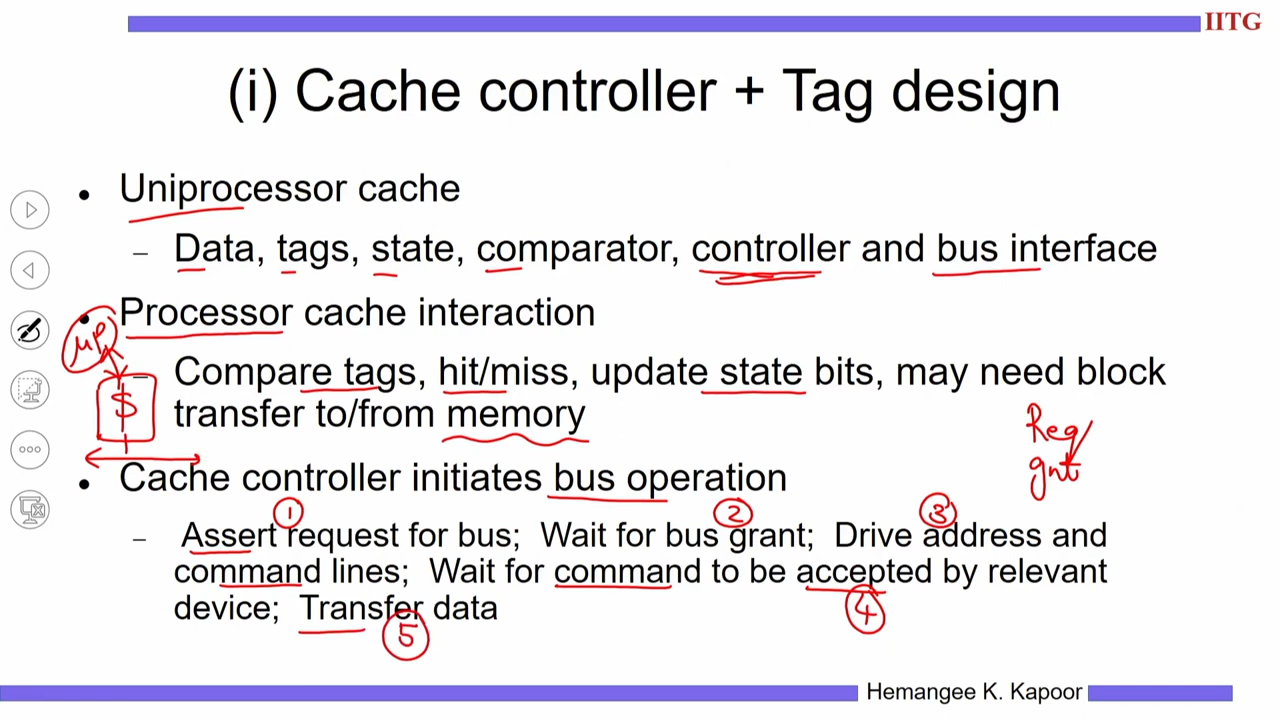 IITG
(i) Cache controller + Tag design
• Uniprocessor cache
– Data, tags, state, comparator, controller and bus interface
• Processor cache interaction
μP
– Compare tags, hit/miss, update state bits, may need block
$
transfer to/from memory
Req/
gnt
• Cache controller initiates bus operation
1 2 3
– Assert request for bus; Wait for bus grant; Drive address and
command lines; Wait for command to be accepted by relevant
device; Transfer data
4
5
Hemangee K. Kapoor